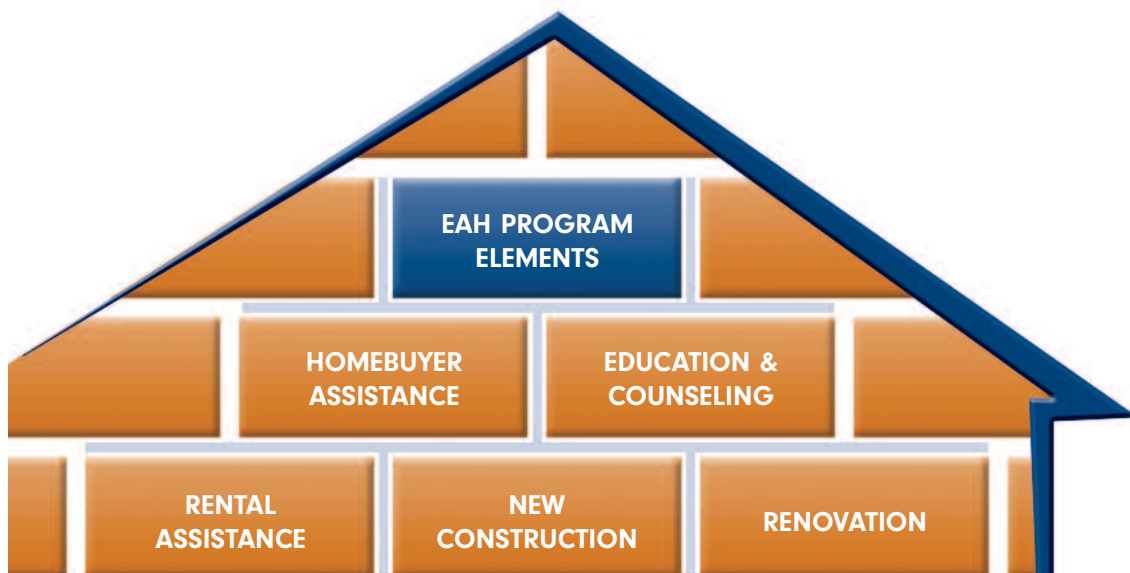 EAH PROGRAM
ELEMENTS
HOMEBUYER
ASSISTANCE
EDUCATION &
COUNSELING
RENTAL
ASSISTANCE
NEW
CONSTRUCTION
RENOVATION